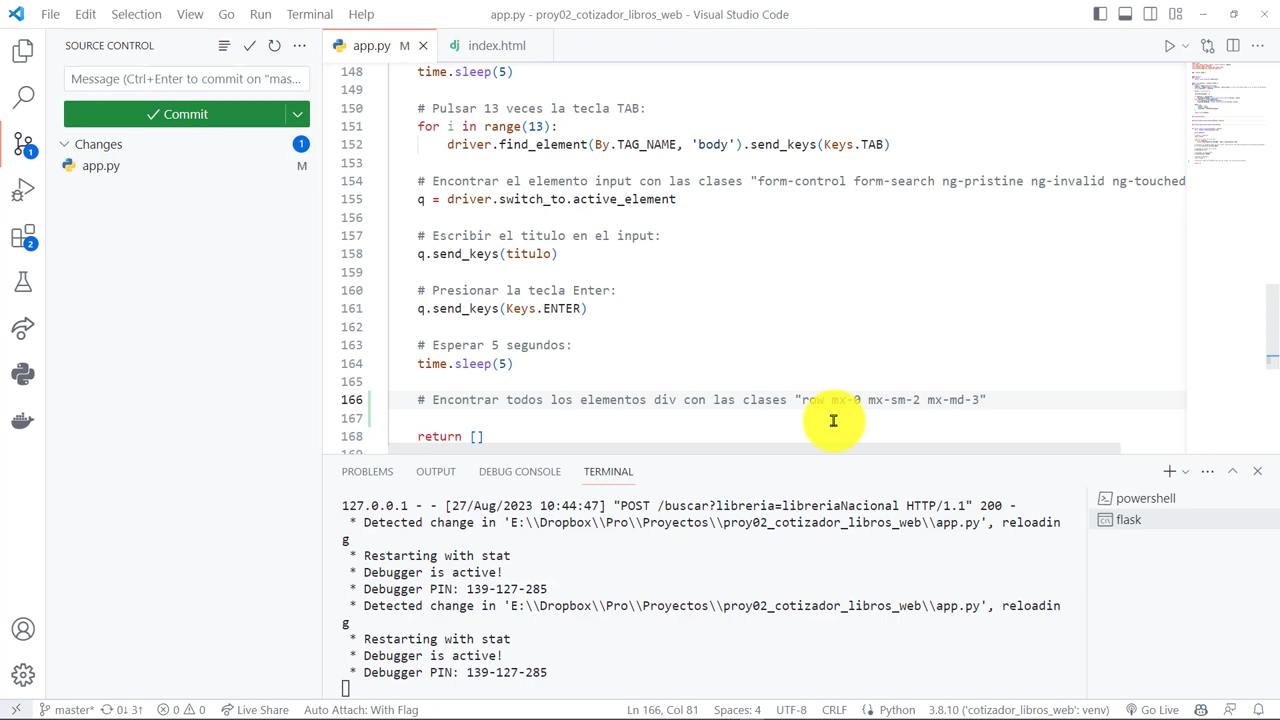 File Edit Selection View Go Run Terminal Help
app.py - proy02_cotizador_libros_web - Visual Studio Code
SOURCE CONTROL
app.py M
index.html
Message (Ctrl+Enter to commit on "mas...
Commit
Changes 1
app.py M
1
2
148 time.sleep(5)
149
150 # Pulsar 12 veces la tecla TAB:
151 for i in range(13):
152 driver.find_element(By.TAG_NAME, "body").send_keys(Keys.TAB)
153
154 form-search ng-pristine ng-invalid ng-touched
155 q = driver.switch_to.active_element
156
157 # Escribir el titulo en el input:
158 q.send_keys(titulo)
159
160 # Presionar la tecla Enter:
161 q.send_keys(Keys.ENTER)
162
163 # Esperar 5 segundos:
164 time.sleep(5)
165
166 # Encontrar todos los elementos div con las clases "row mx-0 mx-sm-2 mx-md-3"
167
168 return []
PROBLEMS OUTPUT DEBUG CONSOLE TERMINAL
127.0.0.1 - - [27/Aug/2023 10:44:47] "POST /buscar?libreria=libreriaNacional HTTP/1.1" 200 -
* Detected change in 'E:\\Dropbox\\Pro\\Proyectos\\proy02_cotizador_libros_web\\app.py', reloadin
g
* Restarting with stat
* Debugger is active!
* Debugger PIN: 139-127-285
* Detected change in 'E:\\Dropbox\\Pro\\Proyectos\\proy02_cotizador_libros_web\\app.py', reloadin
g
* Restarting with stat
* Debugger is active!
* Debugger PIN: 139-127-285
powershell
flask
master* 0↓ 3↑ 0 0 Live Share Auto Attach: With Flag
Ln 166, Col 81 Spaces: 4 UTF-8 CRLF Python 3.8.10 ('cotizador_libros_web': venv) Go Live